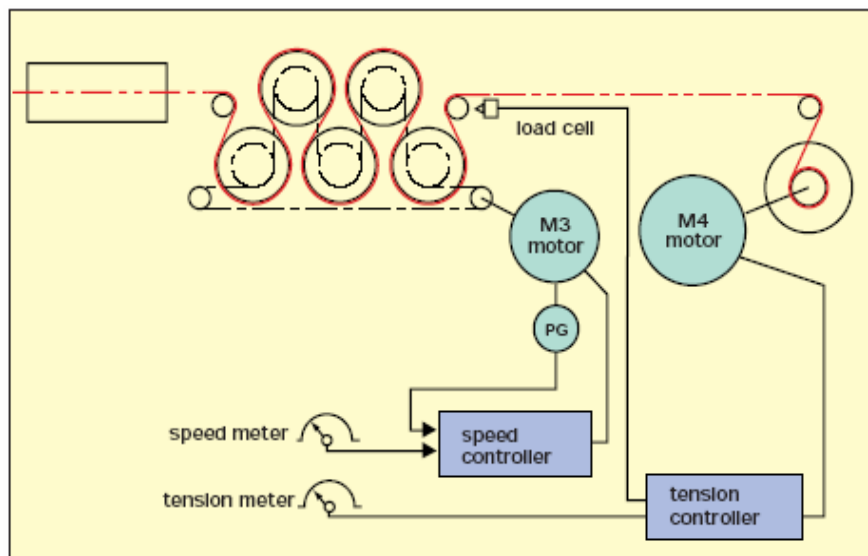 load cell
M3
motor
M4
motor
PG
speed meter
speed
controller
tension meter
tension
controller